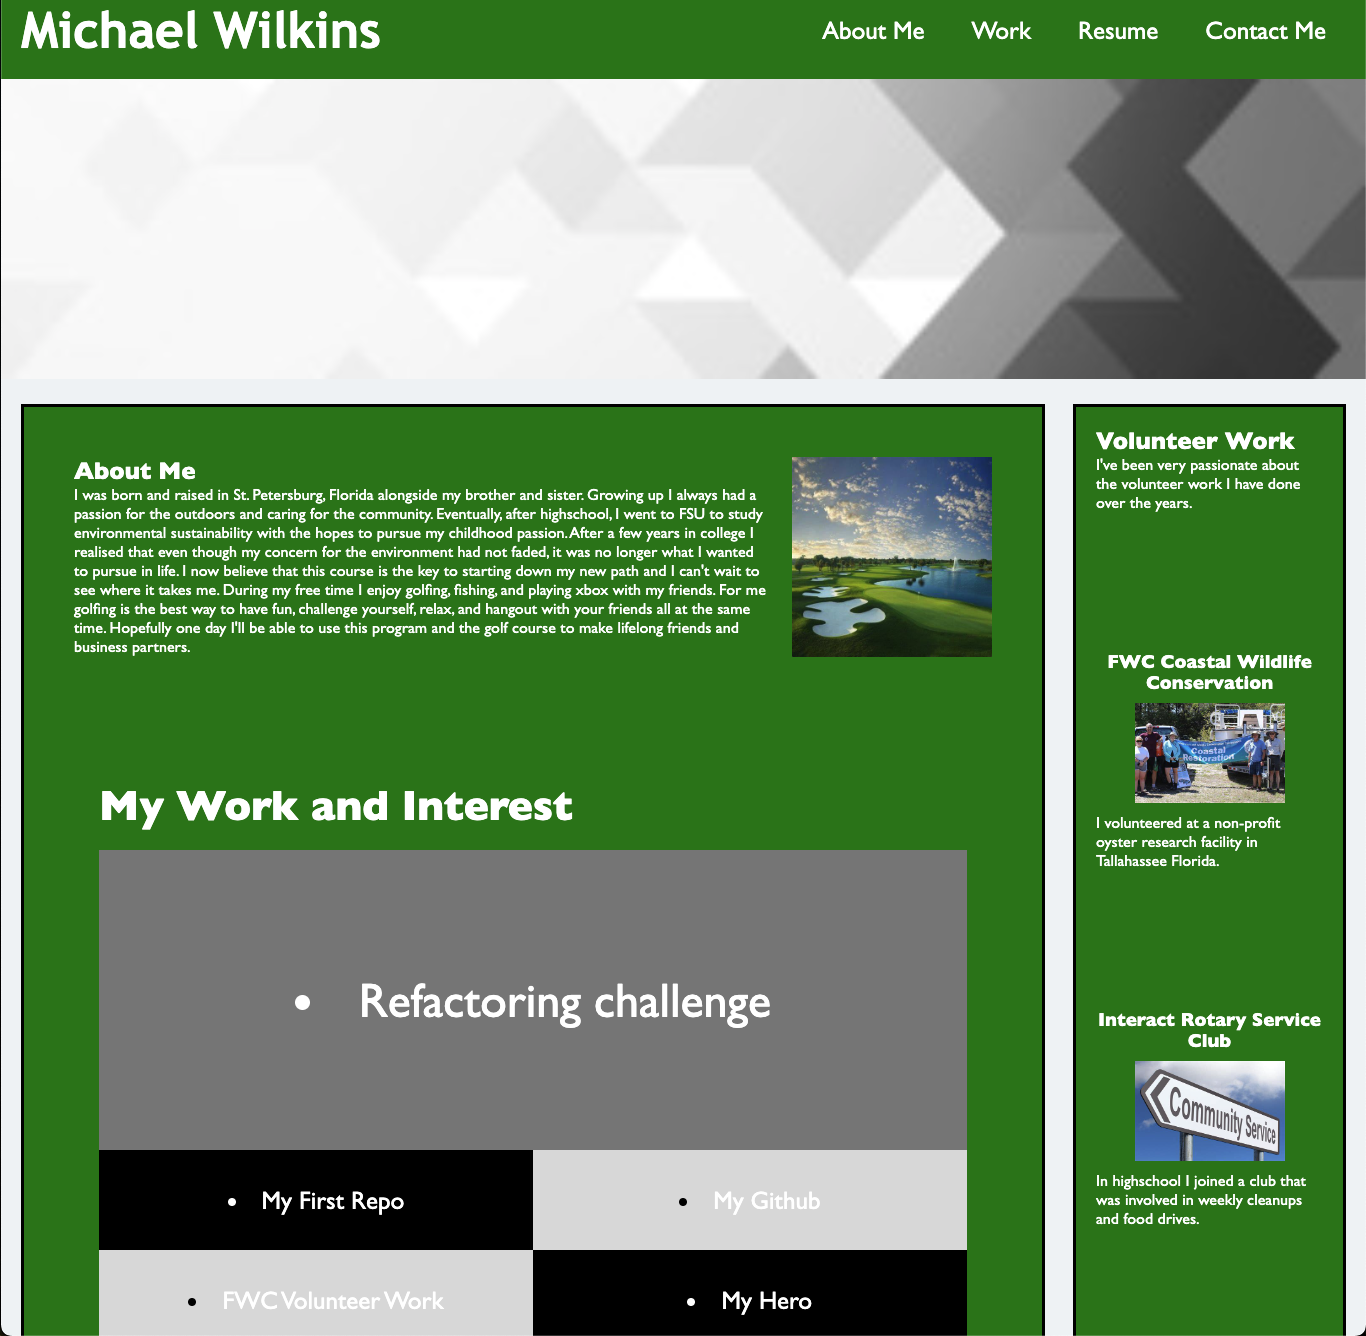 Michael Wilkins
About Me
Work
Resume
Contact Me
About Me
I was born and raised in St. Petersburg, Florida alongside my brother and sister. Growing up I always had a
passion for the outdoors and caring for the community. Eventually, after highschool, I went to FSU to study
environmental sustainability with the hopes to pursue my childhood passion. After a few years in college I
realised that even though my concern for the environment had not faded, it was no longer what I wanted
to pursue in life. I now believe that this course is the key to starting down my new path and I can't wait to
see where it takes me. During my free time I enjoy golfing, fishing, and playing xbox with my friends. For me
golfing is the best way to have fun, challenge yourself, relax, and hangout with your friends all at the same
time. Hopefully one day I'll be able to use this program and the golf course to make lifelong friends and
business partners.
My Work and Interest
• Refactoring challenge
• My First Repo
• My Github
• FWC Volunteer Work
• My Hero
Volunteer Work
I've been very passionate about
the volunteer work I have done
over the years.
FWC Coastal Wildlife
Conservation
Coastal
Restoration
I volunteered at a non-profit
oyster research facility in
Tallahassee Florida.
Interact Rotary Service
Club
Community Service
In highschool I joined a club that
was involved in weekly cleanups
and food drives.